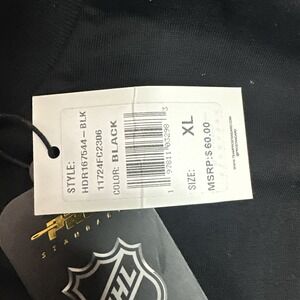 STYLE:
HDR167544-BLK
11724FC2306
COLOR: BLACK
SIZE:
XL
MSRP:$60.00
NHL